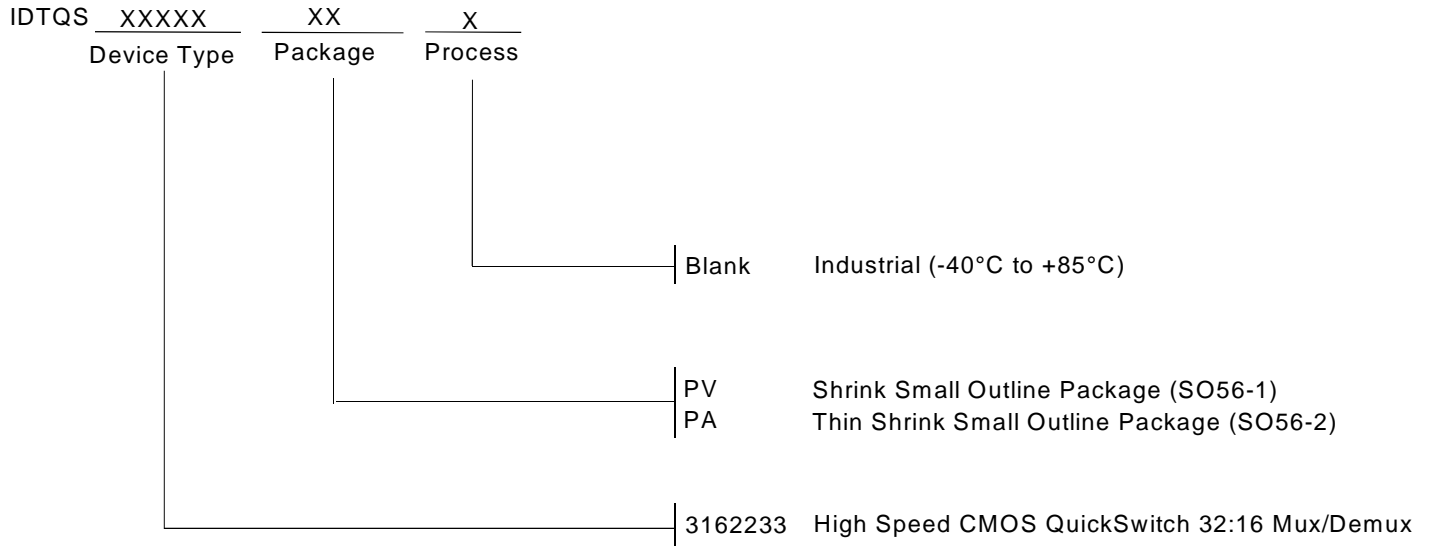 IDTQS XXXXX XX X
Device Type Package Process
Blank Industrial (-40°C to +85°C)
PV Shrink Small Outline Package (SO56-1)
PA Thin Shrink Small Outline Package (SO56-2)
3162233 High Speed CMOS QuickSwitch 32:16 Mux/Demux